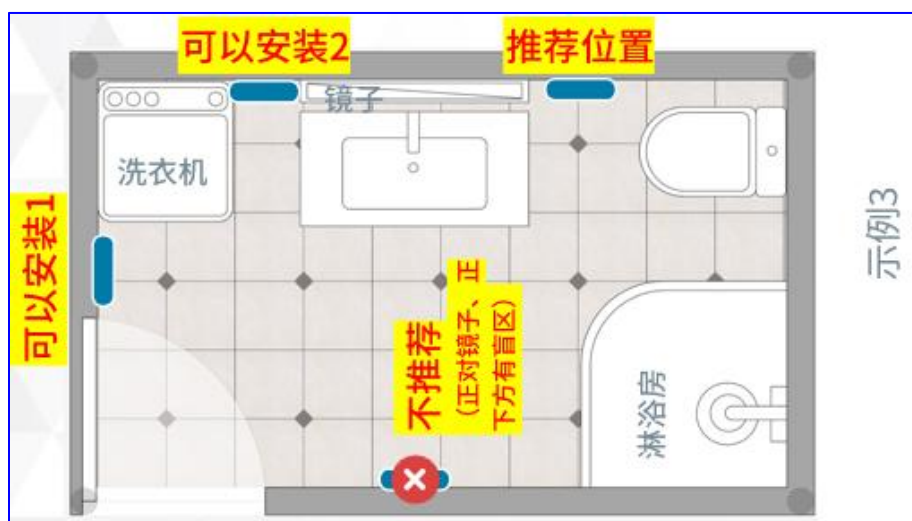 可以安装2
推荐位置
镜子
洗衣机
可以安装1
示例3
不推荐
（正对镜子、正
下方有盲区）
淋浴房